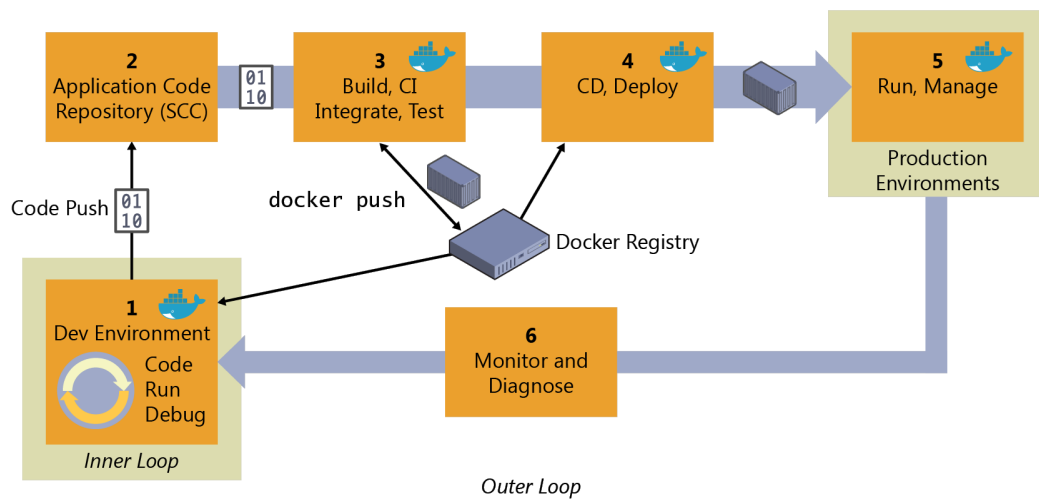 2
Application Code
Repository (SCC)
01
10
3
Build, CI
Integrate, Test
4
CD, Deploy
5
Run, Manage
Production
Environments
Code Push
01
10
docker push
Docker Registry
1
Dev Environment
Code
Run
Debug
Inner Loop
6
Monitor and
Diagnose
Outer Loop